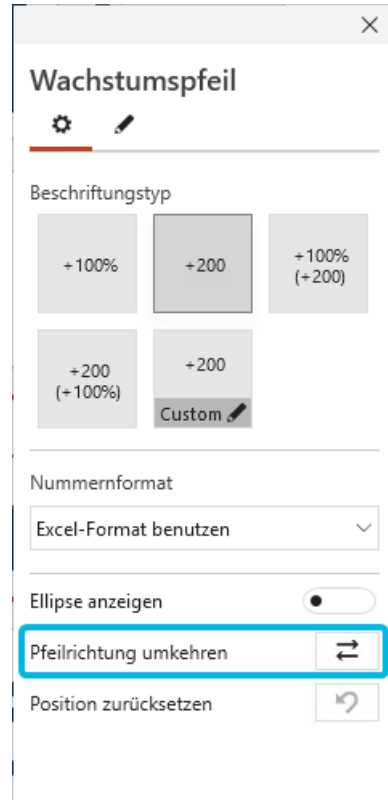 Wachstumspfeil
Beschriftungstyp
+100%
+200
+100%
(+200)
+200
(+100%)
+200
Custom
Nummernformat
Excel-Format benutzen
Ellipse anzeigen
Pfeilrichtung umkehren
Position zurücksetzen